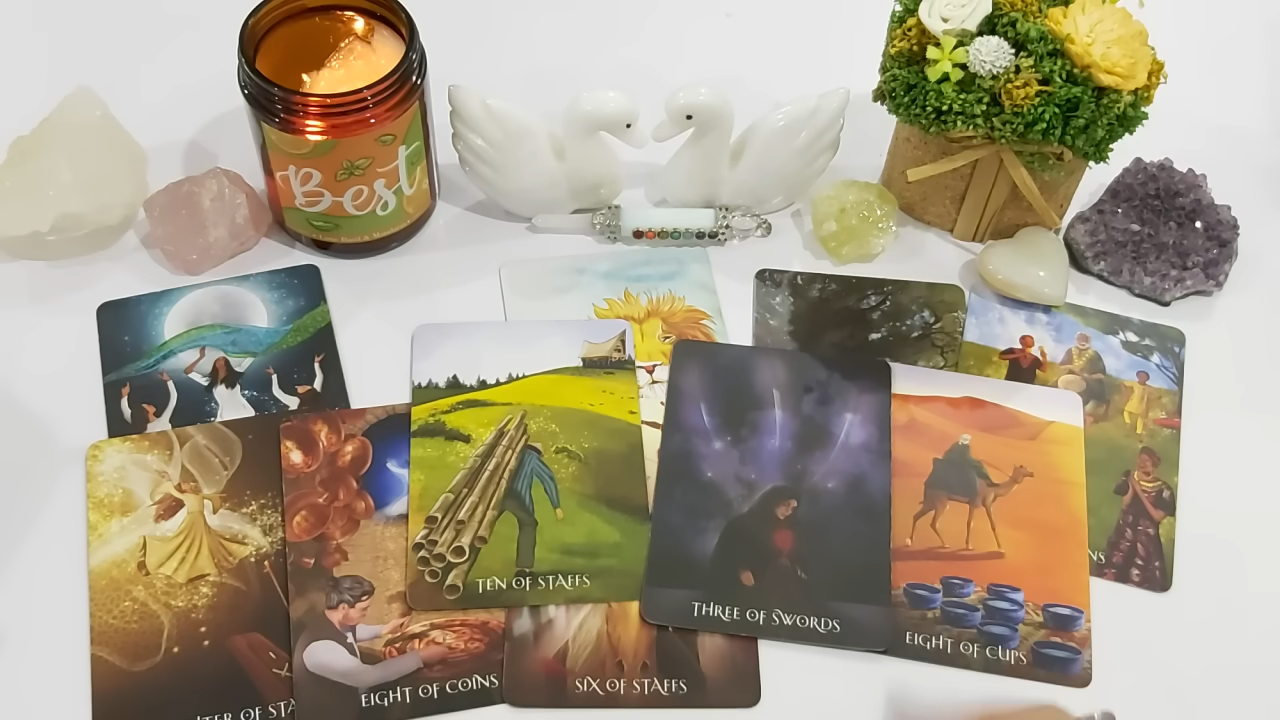 Best
TEN OF STAFFS
THREE OF SWORDS
EIGHT OF CUPS
EIGHT OF COINS
SIX OF STAFFS